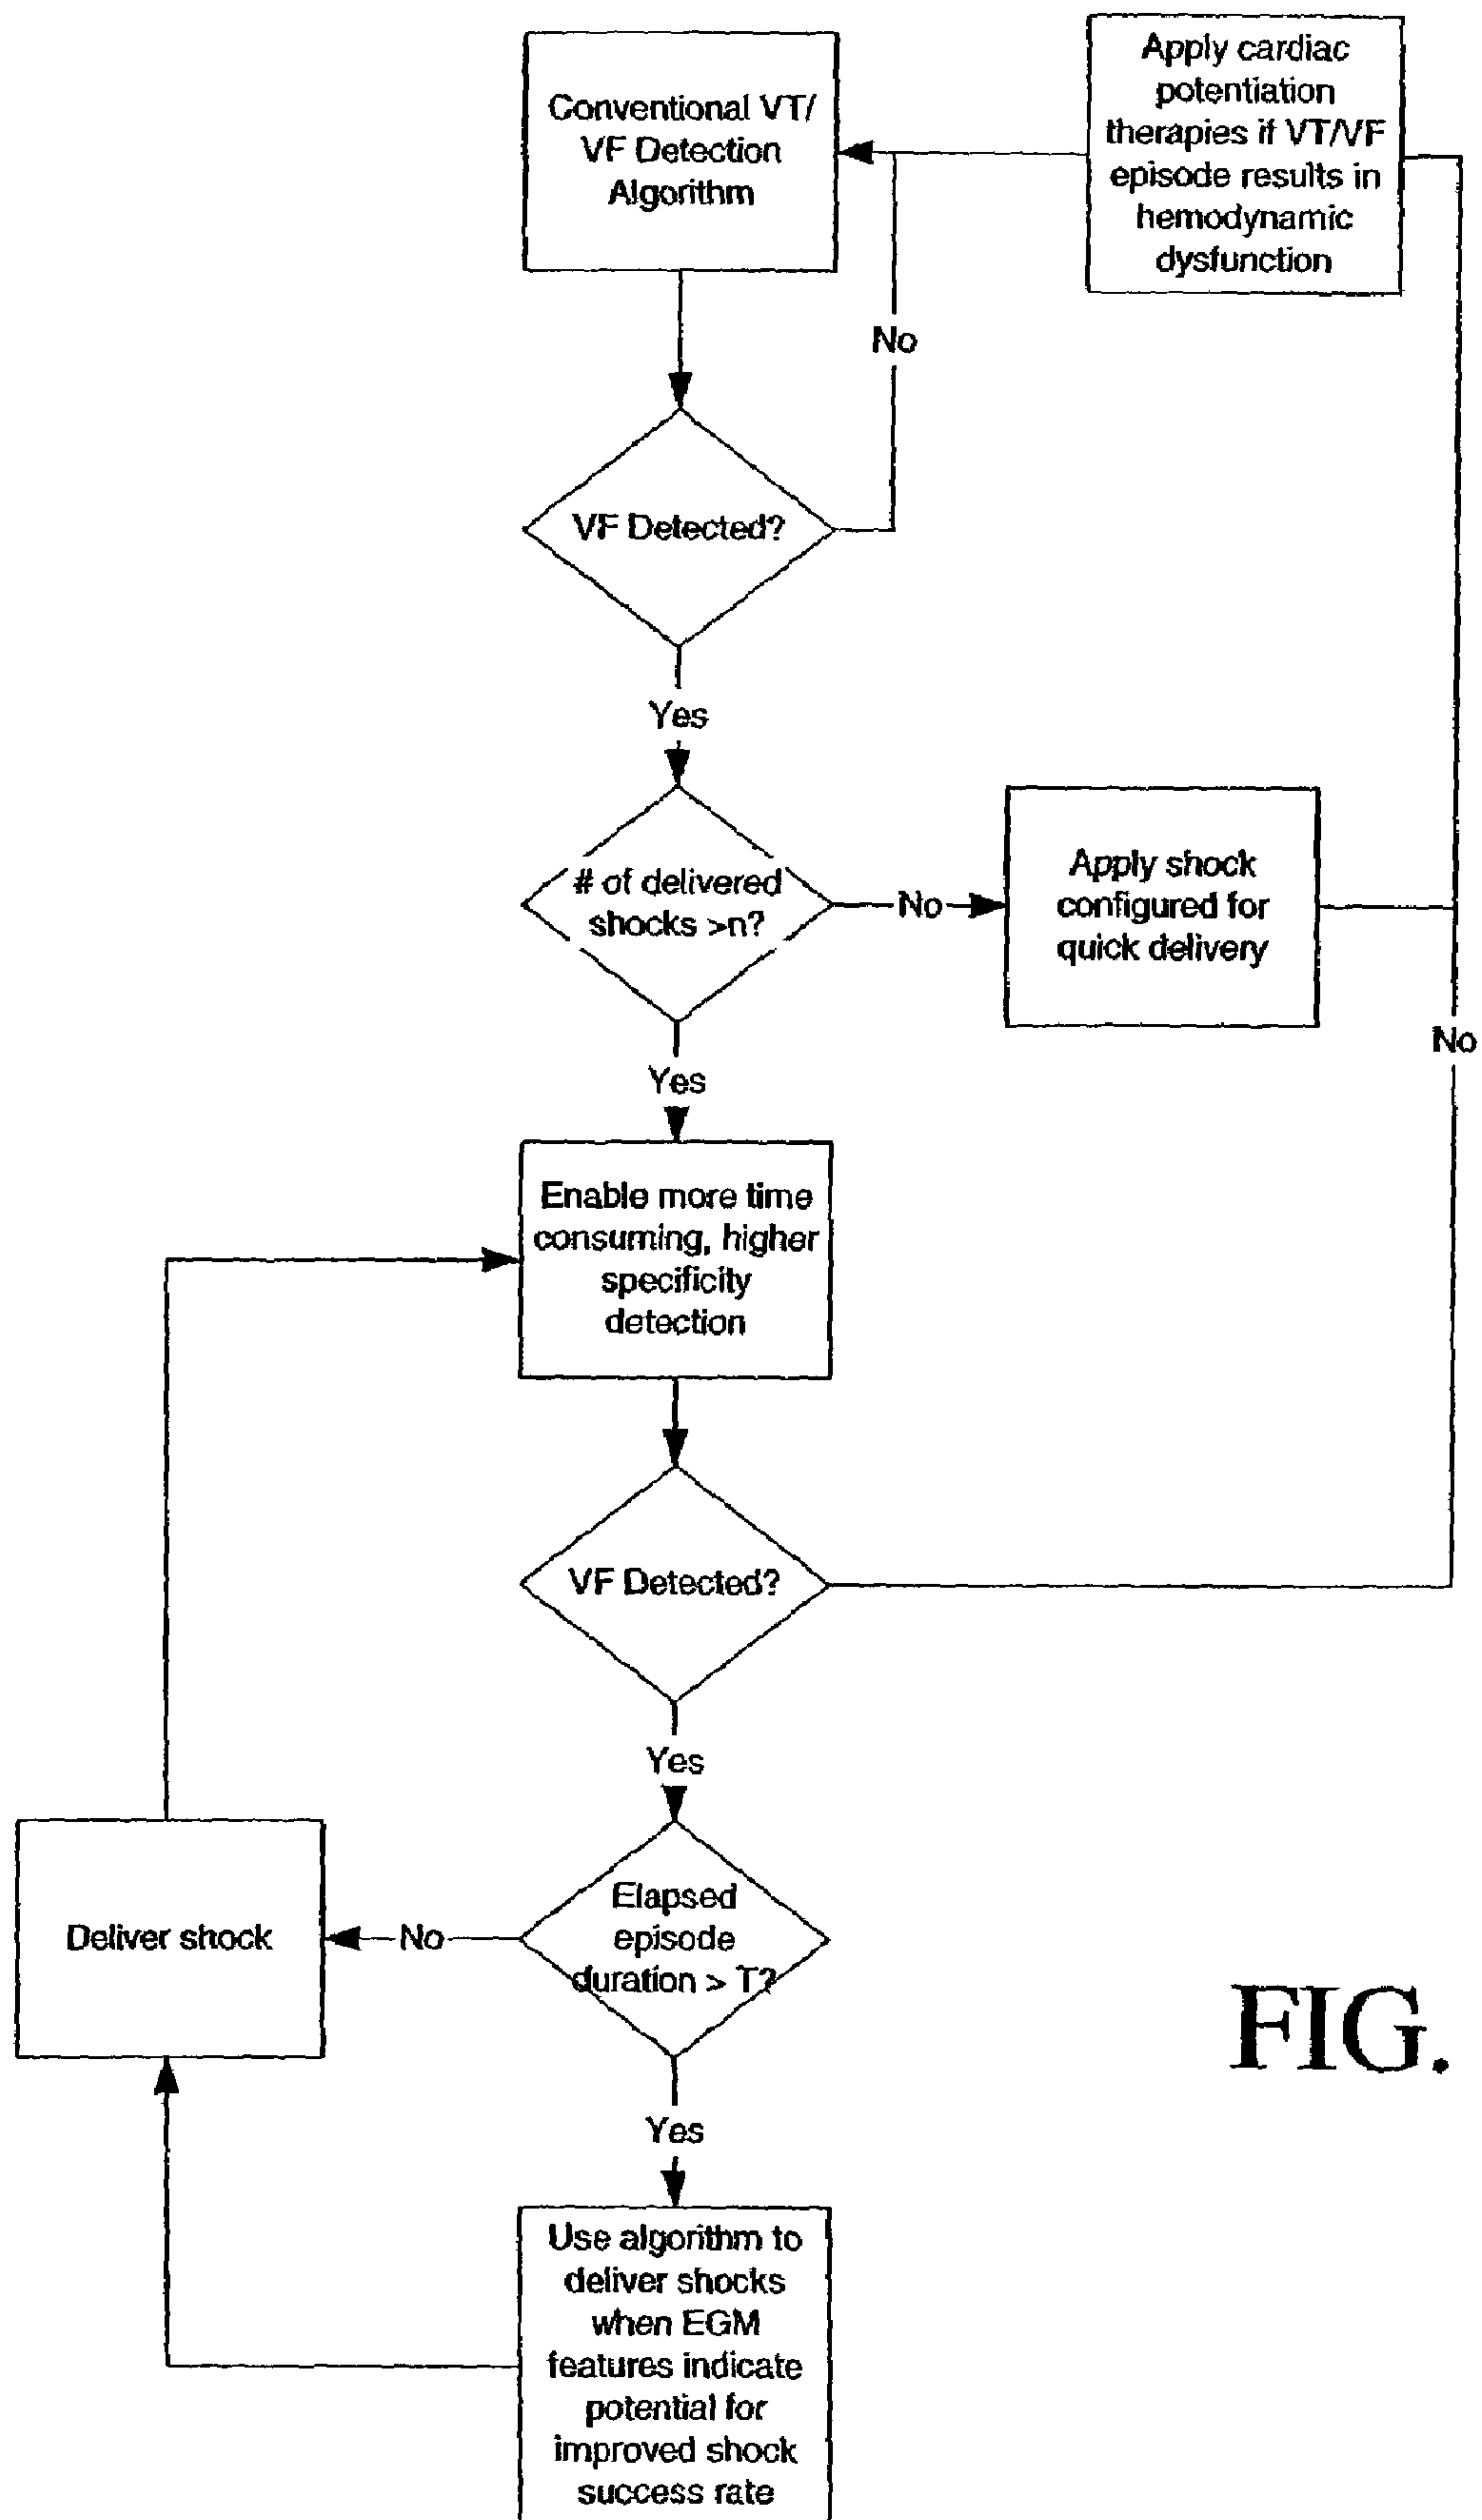 Conventional VT/
VF Detection
Algorithm
Apply cardiac
potentiation
therapies if VT/VF
episode results in
hemodynamic
dysfunction
No
VF Detected?
Yes
# of delivered
shocks >n?
No
Apply shock
configured for
quick delivery
No
Yes
Enable more time
consuming, higher
specificity
detection
VF Detected?
Yes
Elapsed
episode
duration > T?
No
Deliver shock
FIG.
Yes
Use algorithm to
deliver shocks
when EGM
features indicate
potential for
improved shock
success rate